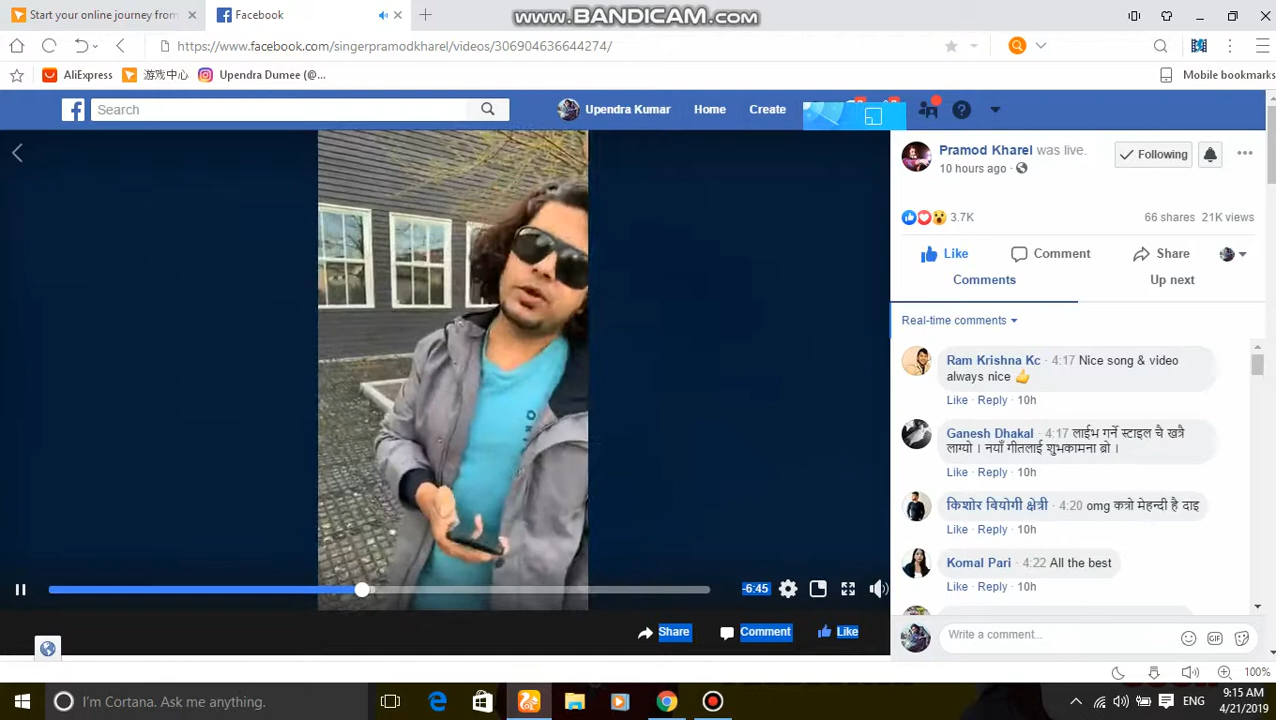 Start your online journey from
Facebook
www.BANDICAM.com
https://www.facebook.com/singerpramodkharel/videos/306904636644274/
AliExpress
游戏中心
Upendra Dumee (@...
Mobile bookmarks
Search
Upendra Kumar
Home
Create
Pramod Kharel was live.
10 hours ago
Following
3.7K
66 shares 21K views
Like
Comment
Share
Comments
Up next
Real-time comments
Ram Krishna Kc · 4:17 Nice song & video
always nice 👍
Like · Reply · 10h
Ganesh Dhakal · 4:17 लाईभ गर्ने स्टाइल चै खत्रै
लाग्यो । नयाँ गीतलाई शुभकामना ब्रो ।
Like · Reply · 10h
किशोर बियोगी क्षेत्री · 4:20 omg कत्रो मेहन्दी है दाइ
Like · Reply · 10h
Komal Pari · 4:22 All the best
Like · Reply · 10h
-6:45
Share
Comment
Like
Write a comment...
GIF
100%
I'm Cortana. Ask me anything.
ENG
9:15 AM
4/21/2019